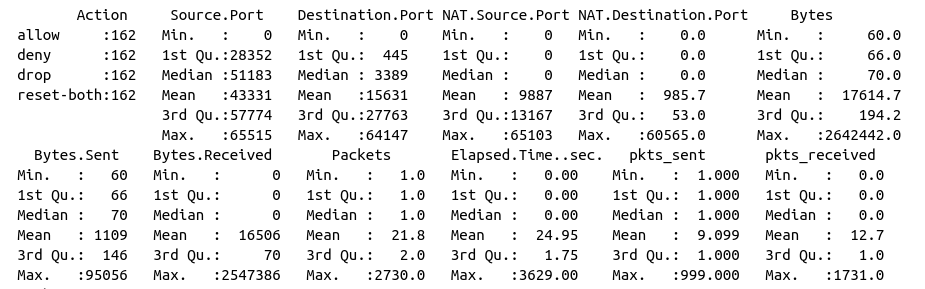 Action     Source.Port    Destination.Port NAT.Source.Port NAT.Destination.Port     Bytes
allow     :162   Min.   :    0   Min.   :    0    Min.   :    0   Min.   :    0.0      Min.   :     60.0
deny      :162   1st Qu.:28352   1st Qu.:  445    1st Qu.:    0   1st Qu.:    0.0      1st Qu.:     66.0
drop      :162   Median :51183   Median : 3389    Median :    0   Median :    0.0      Median :     70.0
reset-both:162   Mean   :43331   Mean   :15631    Mean   : 9887   Mean   :  985.7      Mean   :  17614.7
                 3rd Qu.:57774   3rd Qu.:27763    3rd Qu.:13167   3rd Qu.:   53.0      3rd Qu.:    194.2
                 Max.   :65515   Max.   :64147    Max.   :65103   Max.   :60565.0      Max.   :2642442.0
  Bytes.Sent    Bytes.Received       Packets       Elapsed.Time..sec.   pkts_sent       pkts_received
Min.   :   60   Min.   :      0   Min.   :   1.0   Min.   :   0.00    Min.   :  1.000   Min.   :   0.0
1st Qu.:   66   1st Qu.:      0   1st Qu.:   1.0   1st Qu.:   0.00    1st Qu.:  1.000   1st Qu.:   0.0
Median :   70   Median :      0   Median :   1.0   Median :   0.00    Median :  1.000   Median :   0.0
Mean   : 1109   Mean   :  16506   Mean   :  21.8   Mean   :  24.95    Mean   :  9.099   Mean   :  12.7
3rd Qu.:  146   3rd Qu.:     70   3rd Qu.:   2.0   3rd Qu.:   1.75    3rd Qu.:  1.000   3rd Qu.:   1.0
Max.   :95056   Max.   :2547386   Max.   :2730.0   Max.   :3629.00    Max.   :999.000   Max.   :1731.0